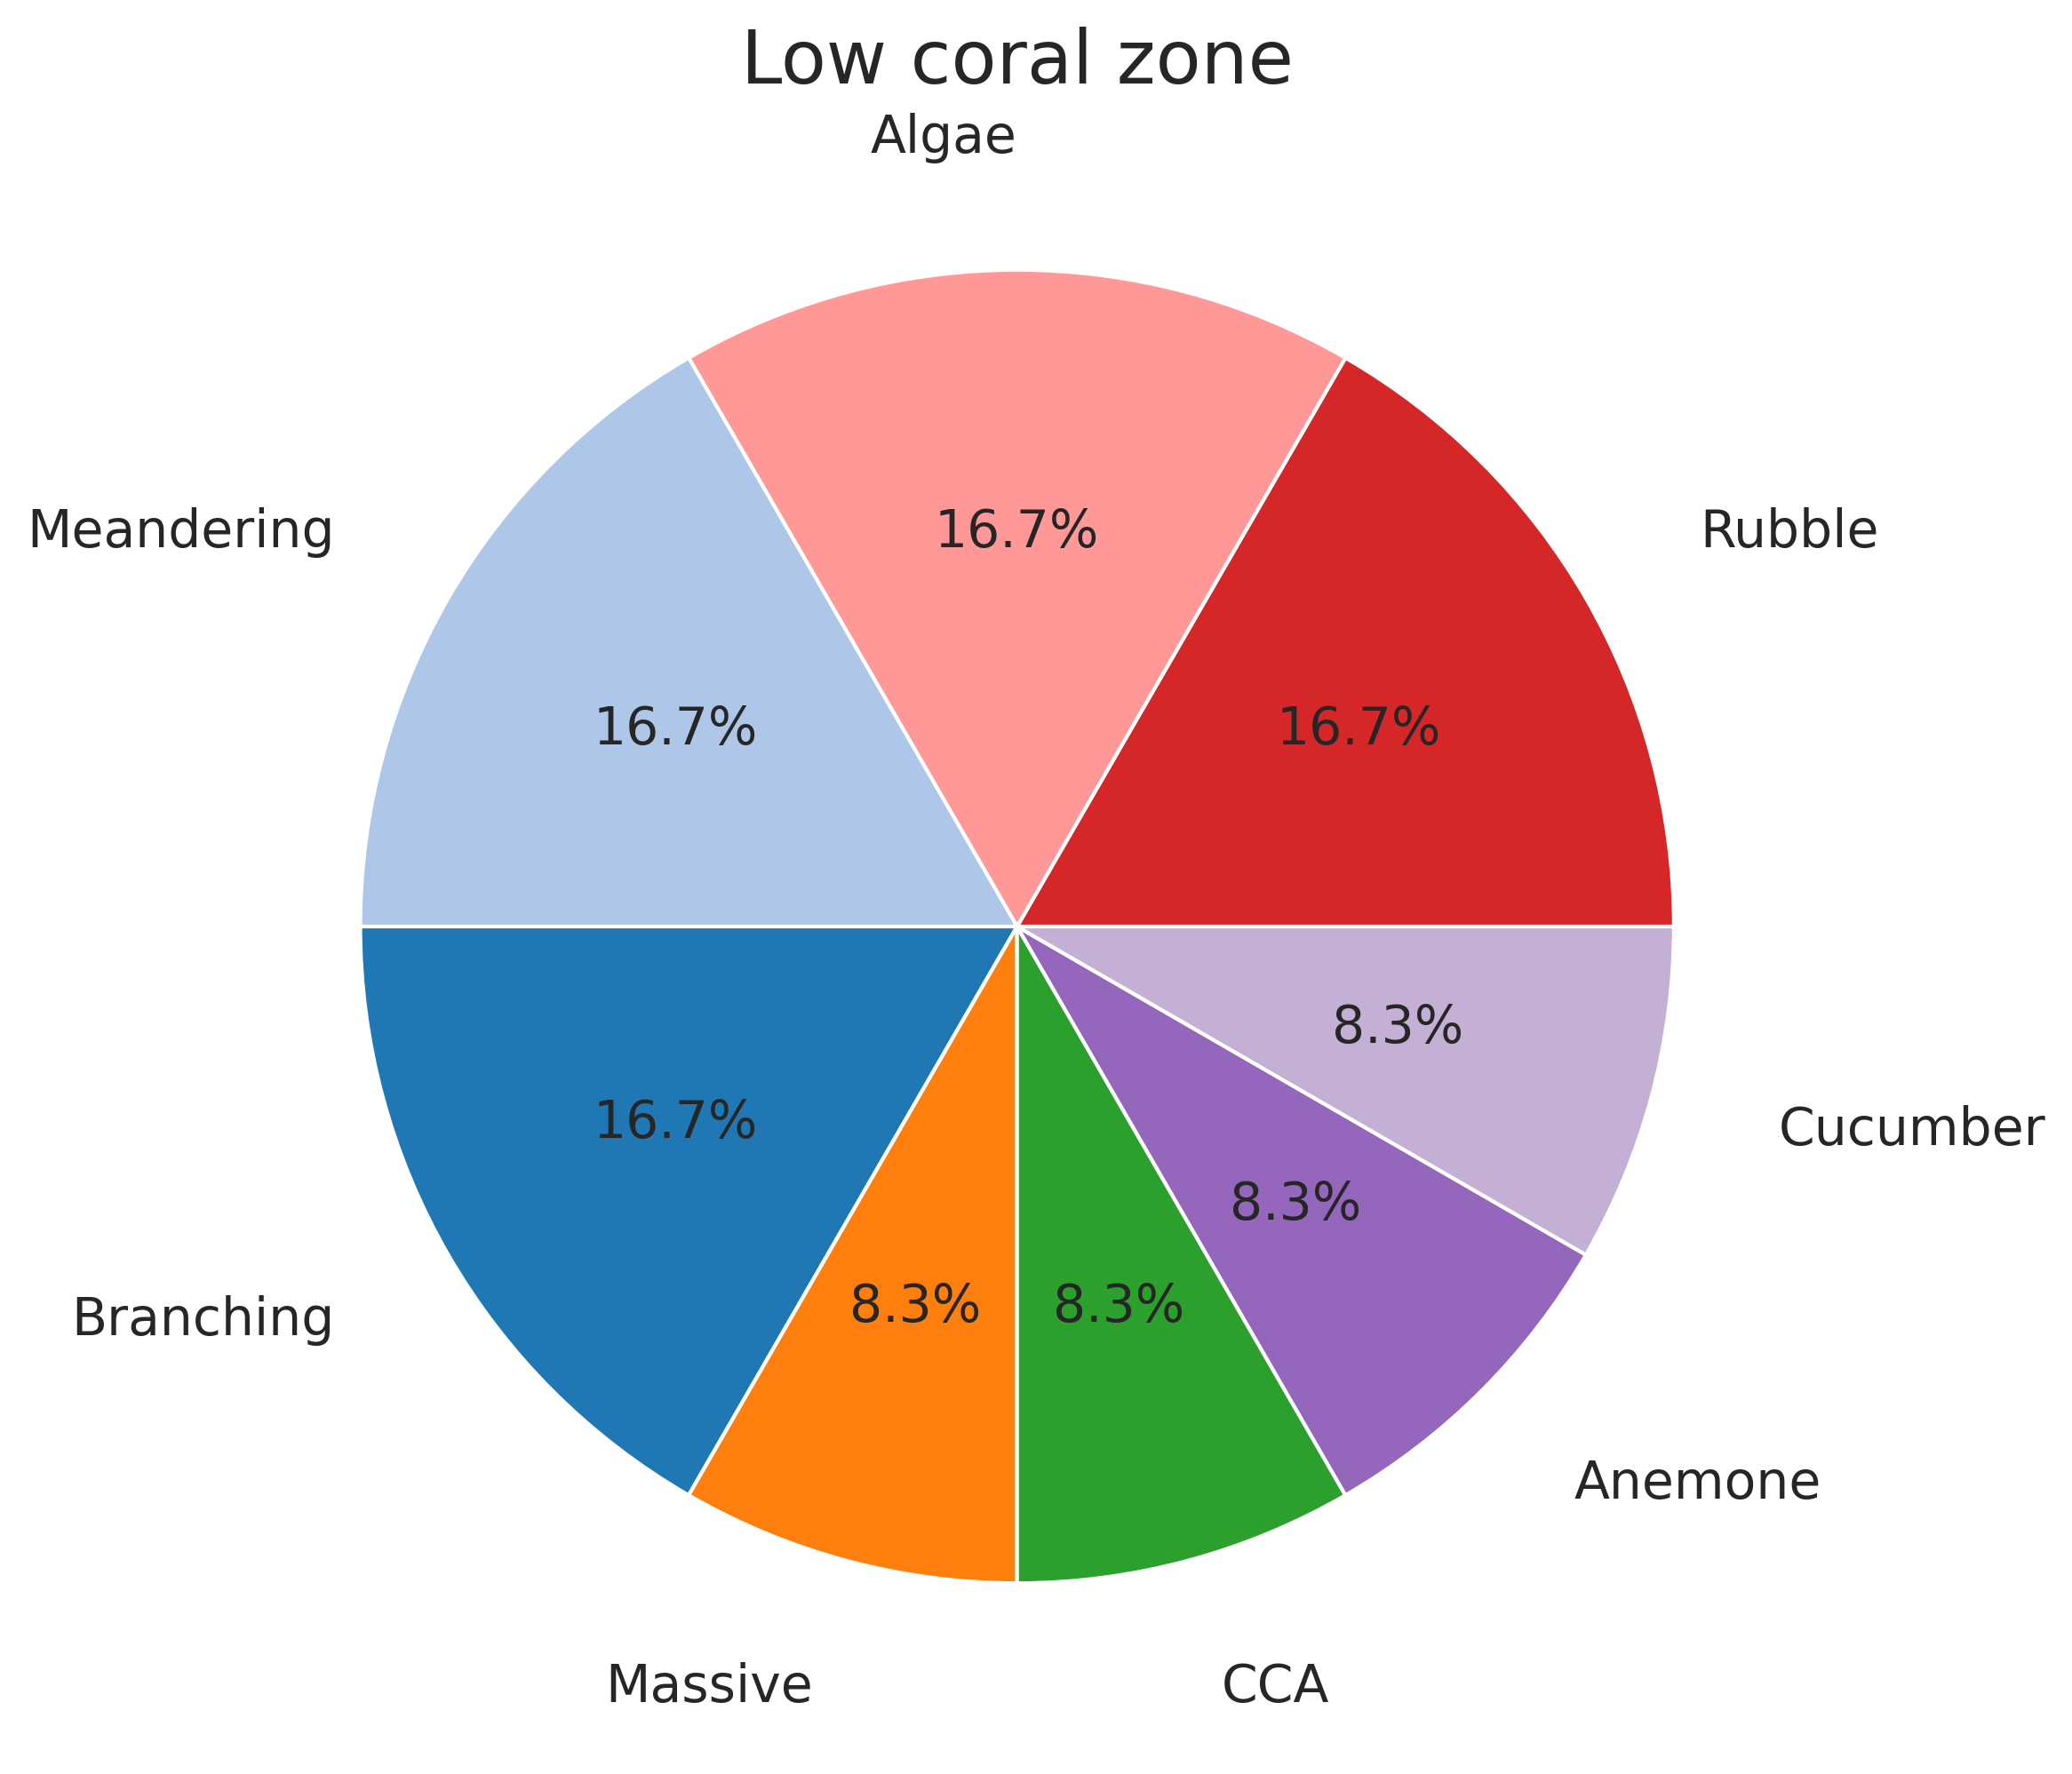 Low coral zone
Algae
Meandering
16.7%
Rubble
16.7%
16.7%
8.3%
Cucumber
16.7%
8.3%
Branching
8.3%
8.3%
Anemone
Massive
CCA